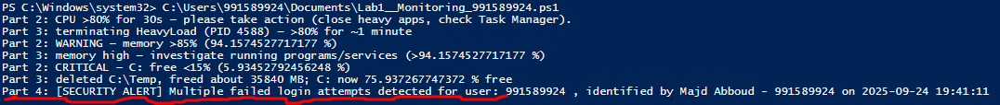 PS C:\Windows\system32> C:\Users\991589924\Documents\Lab1__Monitoring_991589924.ps1
Part 2: CPU >80% for 30s – please take action (close heavy apps, check Task Manager).
Part 3: terminating HeavyLoad (PID 4588) – >80% for ~1 minute
Part 2: WARNING – memory >85% (94.1574527717177 %)
Part 3: memory high – investigate running programs/services (>94.1574527717177 %)
Part 2: CRITICAL – C: free <15% (5.93452792456248 %)
Part 3: deleted C:\Temp, freed about 35840 MB; C: now 75.937267747372 % free
Part 4: [SECURITY ALERT] Multiple failed login attempts detected for user: 991589924 , identified by Majd Abboud - 991589924 on 2025-09-24 19:41:11